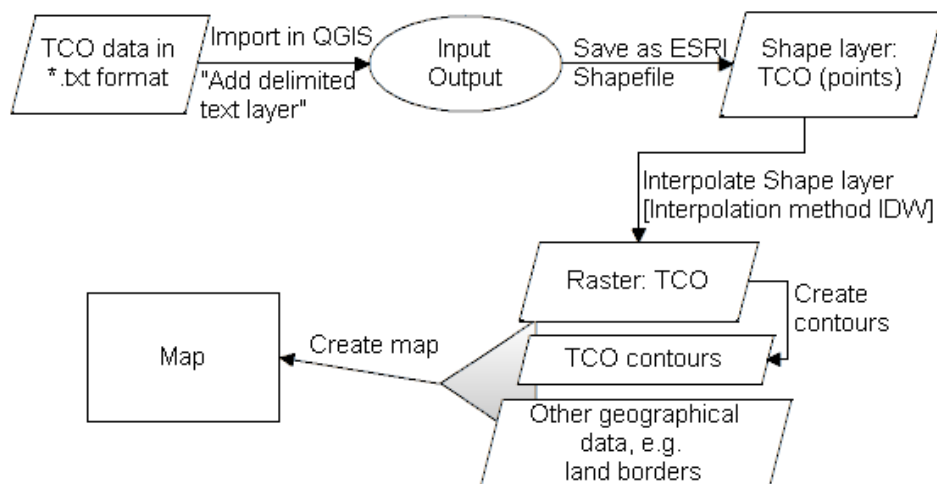 TCO data in
*.txt format
Import in QGIS
"Add delimited
text layer"
Input
Output
Save as ESRI
Shapefile
Shape layer:
TCO (points)
Interpolate Shape layer
[Interpolation method IDW]
Raster: TCO
Create
contours
TCO contours
Other geographical
data, e.g.
land borders
Create map
Map